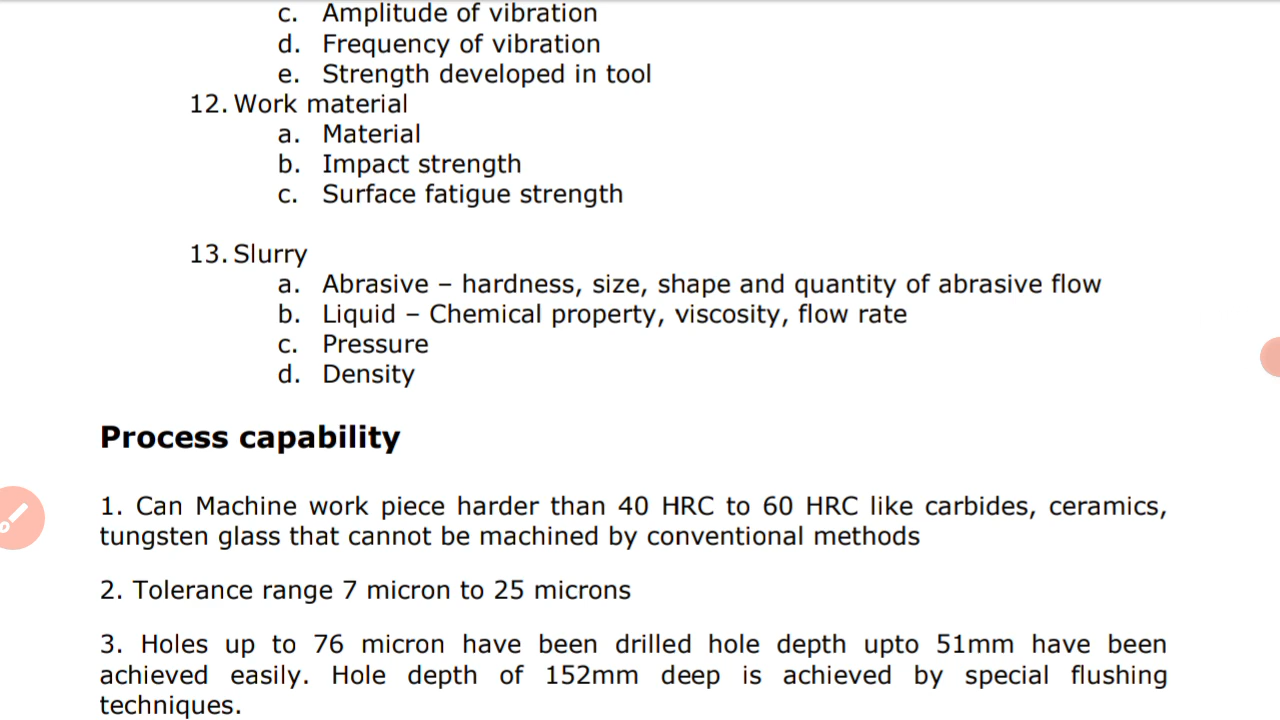 c. Amplitude of vibration
d. Frequency of vibration
e. Strength developed in tool
12. Work material
a. Material
b. Impact strength
c. Surface fatigue strength
13. Slurry
a. Abrasive – hardness, size, shape and quantity of abrasive flow
b. Liquid – Chemical property, viscosity, flow rate
c. Pressure
d. Density
Process capability
1. Can Machine work piece harder than 40 HRC to 60 HRC like carbides, ceramics,
tungsten glass that cannot be machined by conventional methods
2. Tolerance range 7 micron to 25 microns
3. Holes up to 76 micron have been drilled hole depth upto 51mm have been
achieved easily. Hole depth of 152mm deep is achieved by special flushing
techniques.